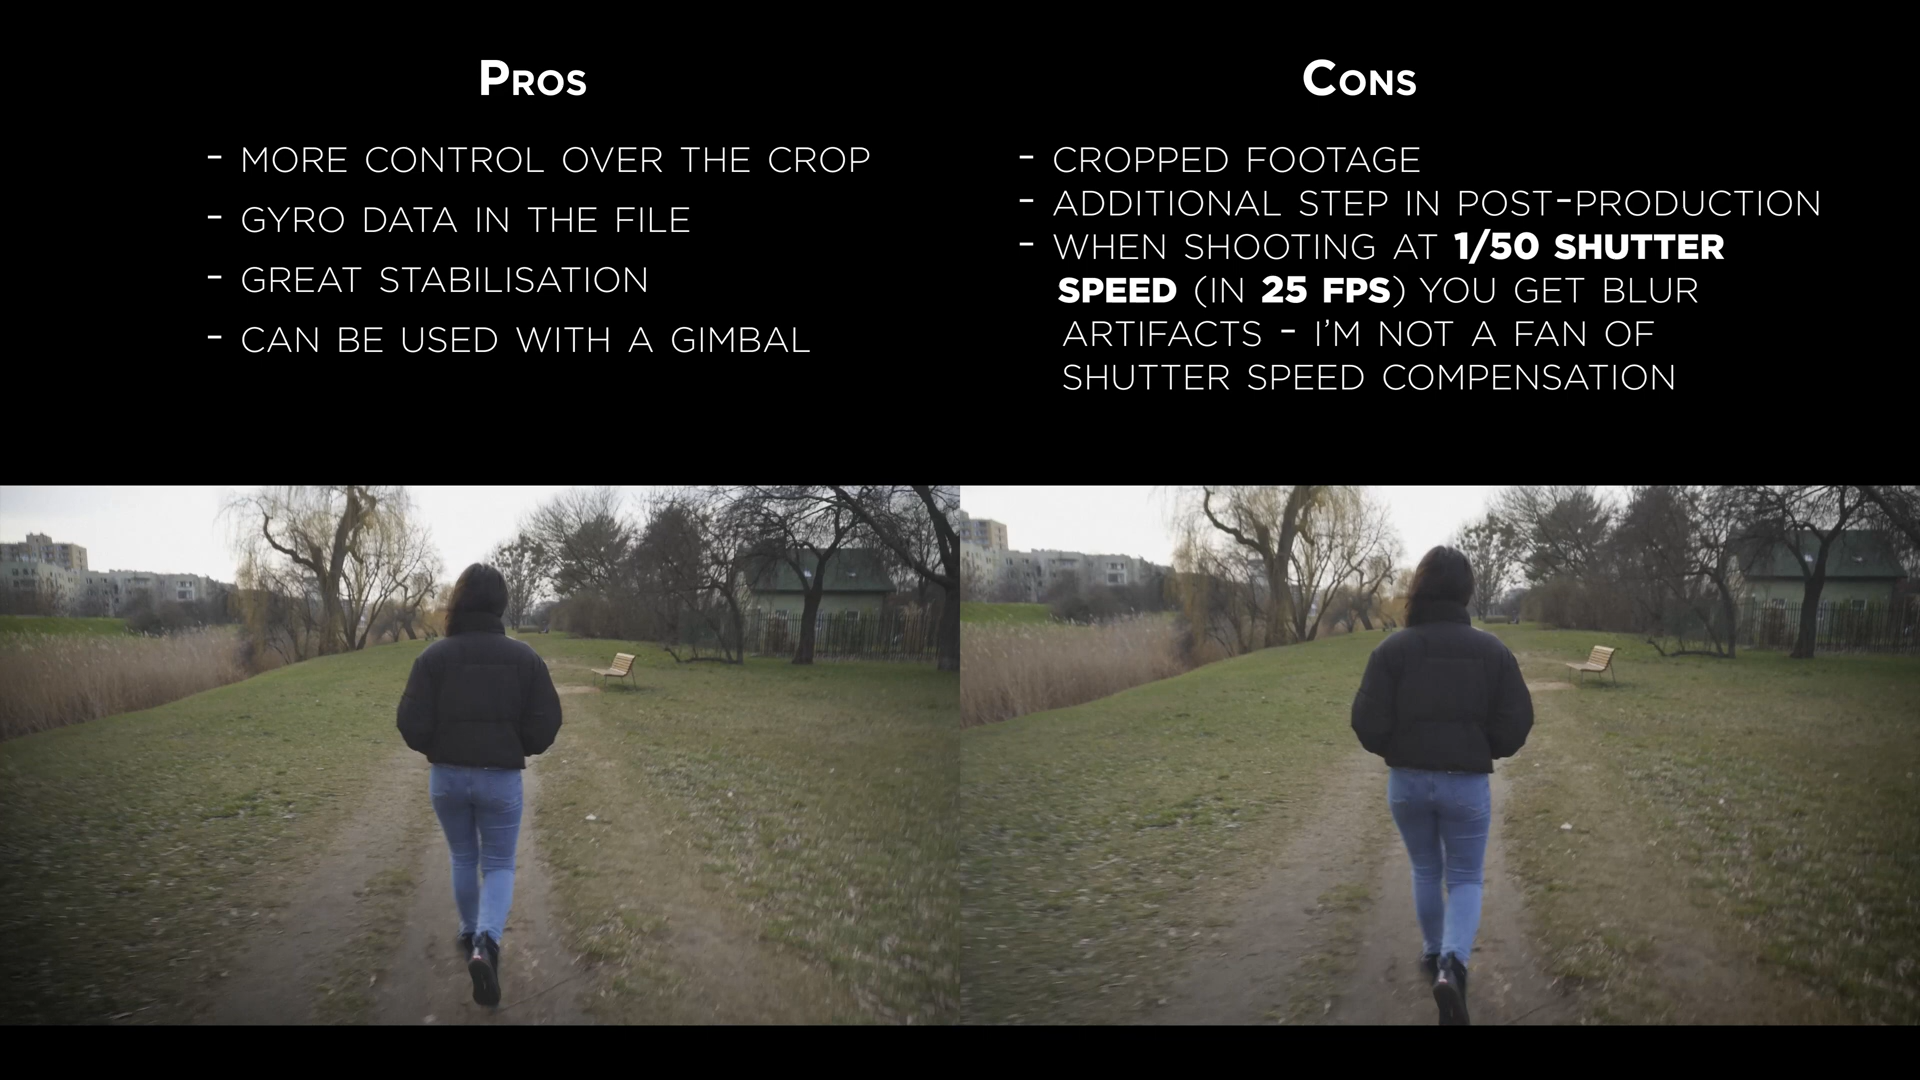 Pros
- MORE CONTROL OVER THE CROP
- GYRO DATA IN THE FILE
- GREAT STABILISATION
- CAN BE USED WITH A GIMBAL
Cons
- CROPPED FOOTAGE
- ADDITIONAL STEP IN POST-PRODUCTION
- WHEN SHOOTING AT 1/50 SHUTTER
SPEED (IN 25 FPS) YOU GET BLUR
ARTIFACTS - I'M NOT A FAN OF
SHUTTER SPEED COMPENSATION